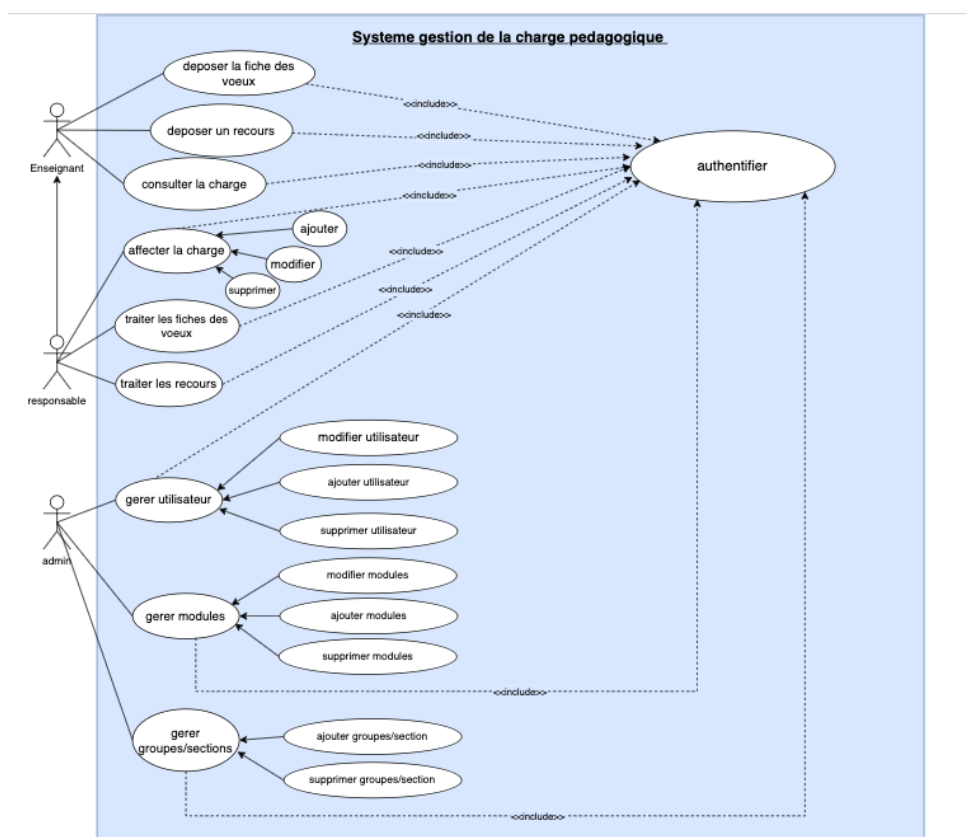 Systeme gestion de la charge pedagogique
deposer la fiche des
voeux
<<include>>
deposer un recours
<<include>>
Enseignant
authentifier
consulter la charge
<<include>>
<<include>>
ajouter
affecter la charge
<<include>>
modifier
supprimer
<<include>>
traiter les fiches des
voeux
<<include>>
traiter les recours
responsable
modifier utilisateur
ajouter utilisateur
gerer utilisateur
supprimer utilisateur
admin
modifier modules
gerer modules
ajouter modules
supprimer modules
<<include>>
gerer
groupes/sections
ajouter groupes/section
supprimer groupes/section
<<include>>